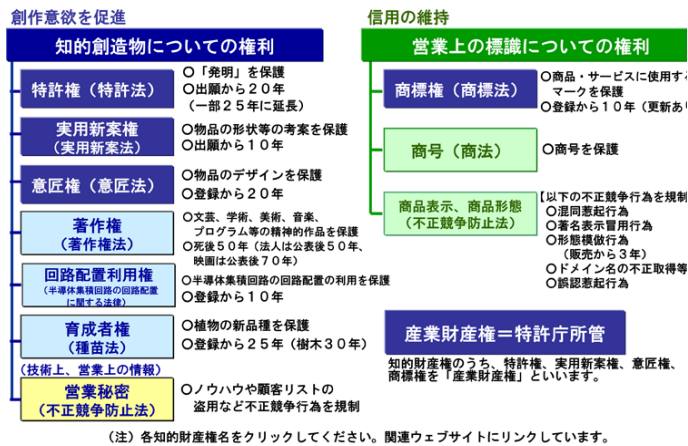 創作意欲を促進
知的創造物についての権利
特許権（特許法）
○「発明」を保護
○出願から２０年
（一部２５年に延長）
実用新案権
（実用新案法）
○物品の形状等の考案を保護
○出願から１０年
意匠権（意匠法）
○物品のデザインを保護
○登録から２０年
著作権
（著作権法）
○文芸、学術、美術、音楽、
プログラム等の精神的作品を保護
○死後５０年（法人は公表後５０年、
映画は公表後７０年）
回路配置利用権
（半導体集積回路の回路配置
に関する法律）
○半導体集積回路の回路配置の利用を保護
○登録から１０年
育成者権
（種苗法）
○植物の新品種を保護
○登録から２５年（樹木３０年）
（技術上、営業上の情報）
営業秘密
（不正競争防止法）
○ノウハウや顧客リストの
盗用など不正競争行為を規制
信用の維持
営業上の標識についての権利
商標権（商標法）
○商品・サービスに使用する
マークを保護
○登録から１０年（更新あり
商号（商法）
○商号を保護
商品表示、商品形態
（不正競争防止法）
【以下の不正競争行為を規制
○混同惹起行為
○著名表示冒用行為
○形態模倣行為
（販売から３年）
○ドメイン名の不正取得等
○誤認惹起行為
産業財産権＝特許庁所管
知的財産権のうち、特許権、実用新案権、意匠権、
商標権を「産業財産権」といいます。
（注）各知的財産権名をクリックしてください。関連ウェブサイトにリンクしています。